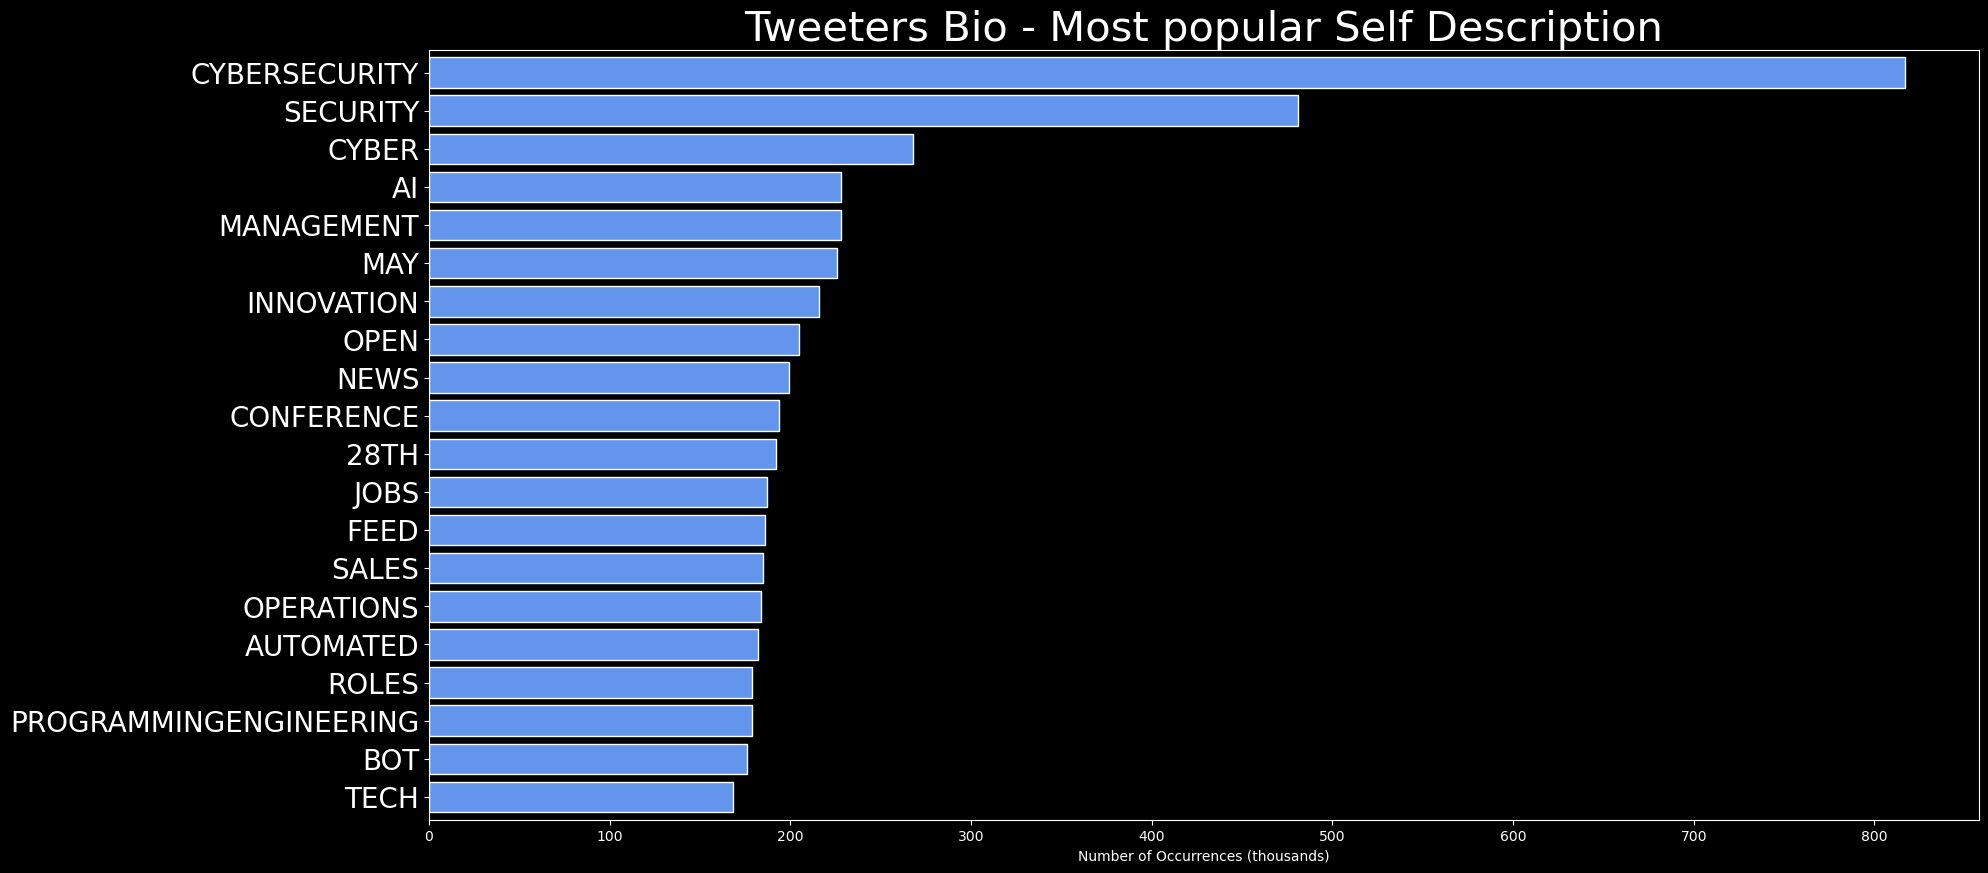 Tweeters Bio - Most popular Self Description
CYBERSECURITY
SECURITY
CYBER
AI
MANAGEMENT
MAY
INNOVATION
OPEN
NEWS
CONFERENCE
28TH
JOBS
FEED
SALES
OPERATIONS
AUTOMATED
ROLES
PROGRAMMINGENGINEERING
BOT
TECH
0 100 200 300 400 500 600 700 800
Number of Occurrences (thousands)